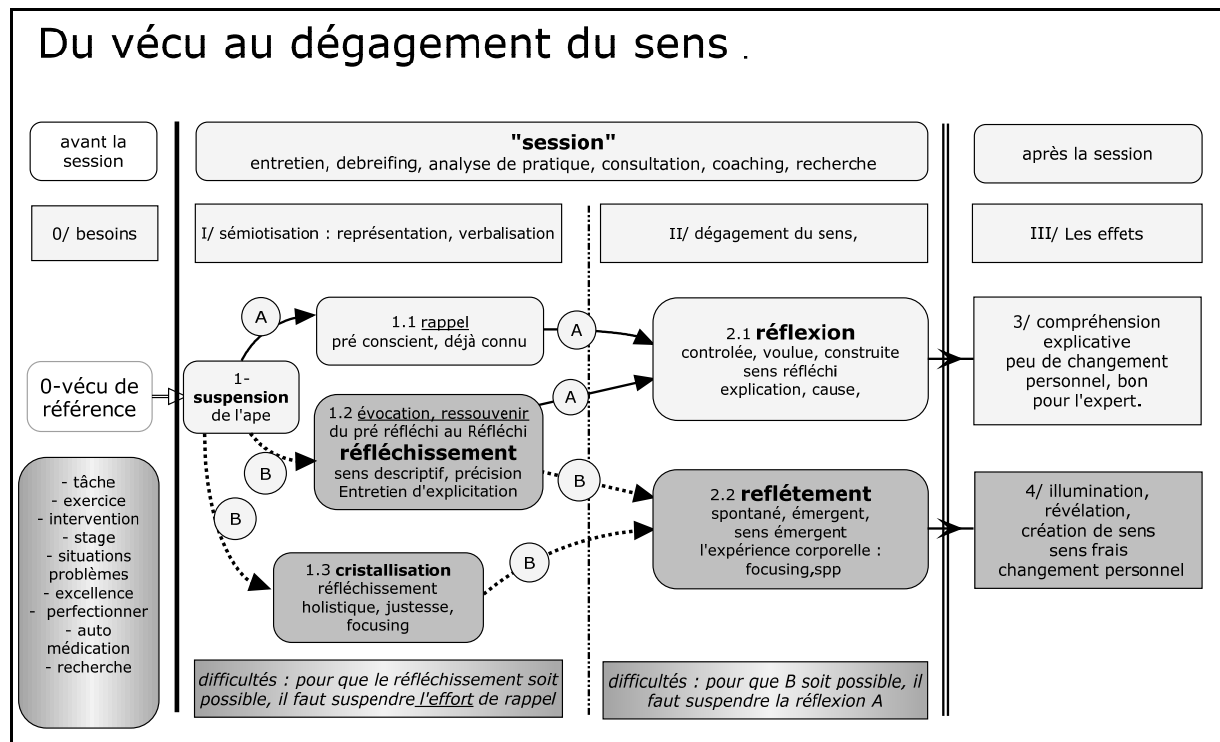 Du vécu au dégagement du sens .
avant la
session
"session"
entretien, debreifing, analyse de pratique, consultation, coaching, recherche
après la session
0/ besoins
I/ sémiotisation : représentation, verbalisation
II/ dégagement du sens,
III/ Les effets
0-vécu de
référence
1-
suspension
de l'ape
A
1.1 rappel
pré conscient, déjà connu
A
B
1.2 évocation, ressouvenir
du pré réfléchi au Réfléchi
réfléchissement
sens descriptif, précision
Entretien d'explicitation
A
B
B
1.3 cristallisation
réfléchissement
holistique, justesse,
focusing
B
2.1 réflexion
controlée, voulue, construite
sens réfléchi
explication, cause,
2.2 reflétement
spontané, émergent,
sens émergent
l'expérience corporelle :
focusing,spp
3/ compréhension
explicative
peu de changement
personnel, bon
pour l'expert.
4/ illumination,
révélation,
création de sens
sens frais
changement personnel
- tâche
- exercice
- intervention
- stage
- situations
problèmes
- excellence
- perfectionner
- auto
médication
- recherche
difficultés : pour que le réfléchissement soit
possible, il faut suspendre l'effort de rappel
difficultés : pour que B soit possible, il
faut suspendre la réflexion A